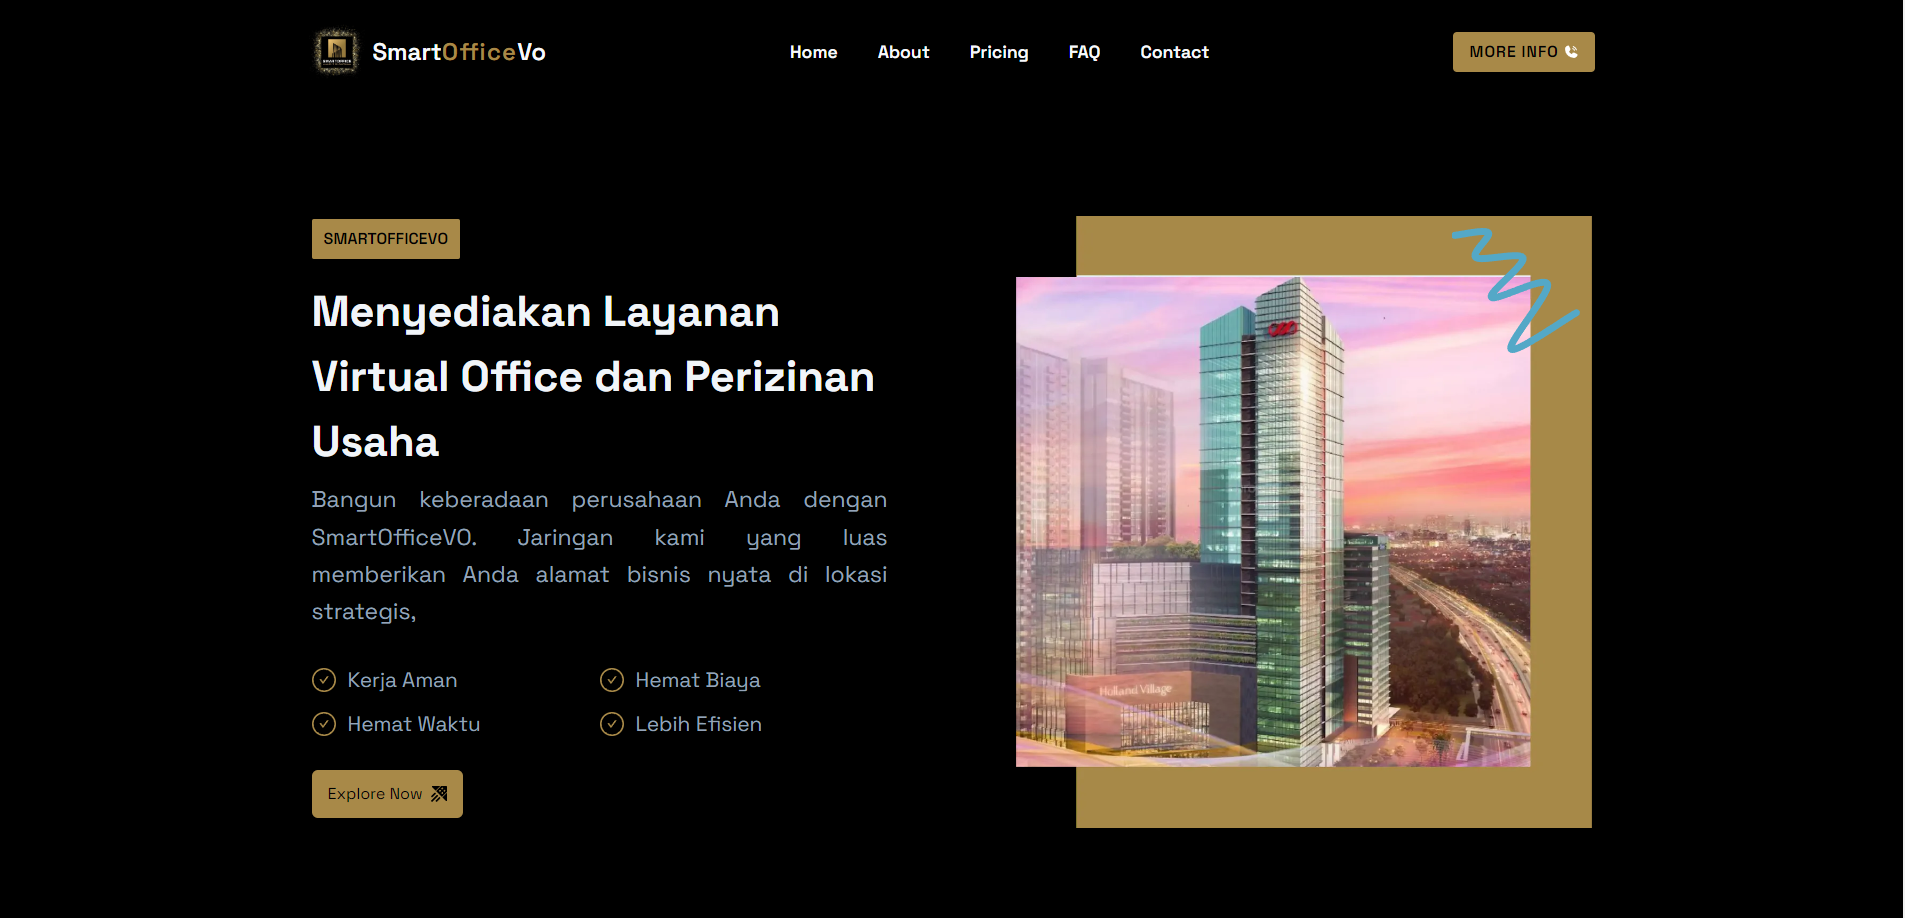 SmartOfficeVo
Home About Pricing FAQ Contact
MORE INFO
SMARTOFFICEVO
Menyediakan Layanan
Virtual Office dan Perizinan
Usaha
Bangun keberadaan perusahaan Anda dengan
SmartOfficeVO. Jaringan kami yang luas
memberikan Anda alamat bisnis nyata di lokasi
strategis,
Kerja Aman
Hemat Biaya
Hemat Waktu
Lebih Efisien
Explore Now
Holland Village